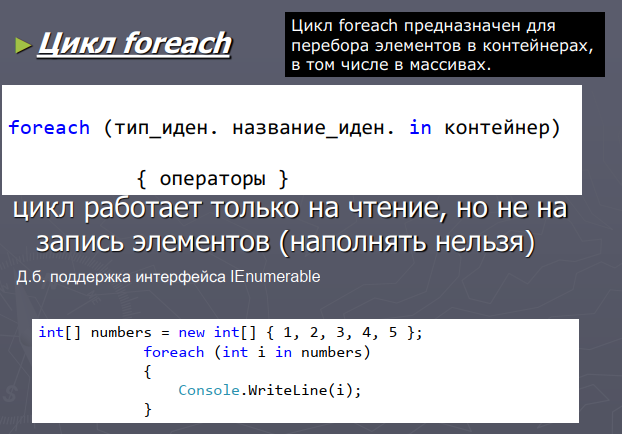 Цикл foreach
Цикл foreach предназначен для
перебора элементов в контейнерах,
в том числе в массивах.
foreach (тип_иден. название_иден. in контейнер)
{ операторы }
цикл работает только на чтение, но не на
запись элементов (наполнять нельзя)
Д.б. поддержка интерфейса IEnumerable
int[] numbers = new int[] { 1, 2, 3, 4, 5 };
foreach (int i in numbers)
{
Console.WriteLine(i);
}